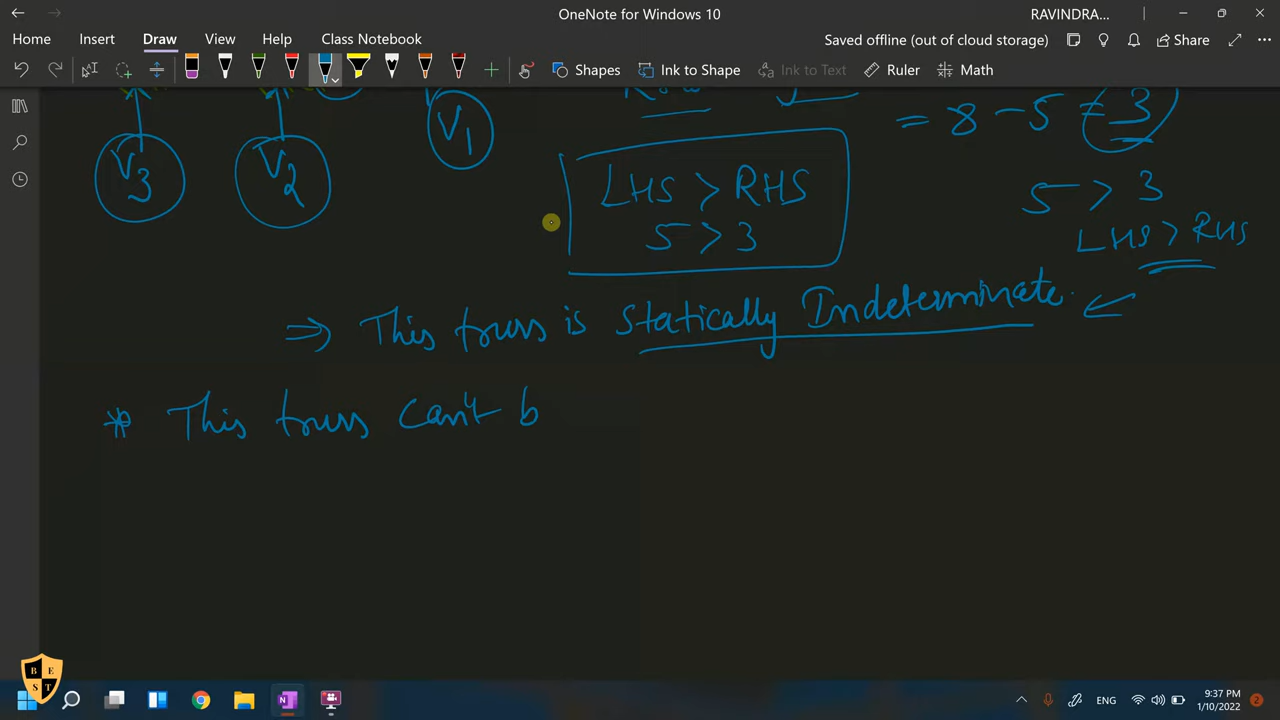 OneNote for Windows 10
RAVINDRA...
Home Insert Draw View Help Class Notebook
Saved offline (out of cloud storage)
Share
Shapes
Ink to Shape
Ink to Text
Ruler
Math
V3
V2
V1
= 8 - 5 = 3
LHS > RHS
5 > 3
5 > 3
LHS > RHS
⇒ This truss is Statically Indeterminate.
* This truss can't b
B E
S T
ENG
9:37 PM
1/10/2022
2